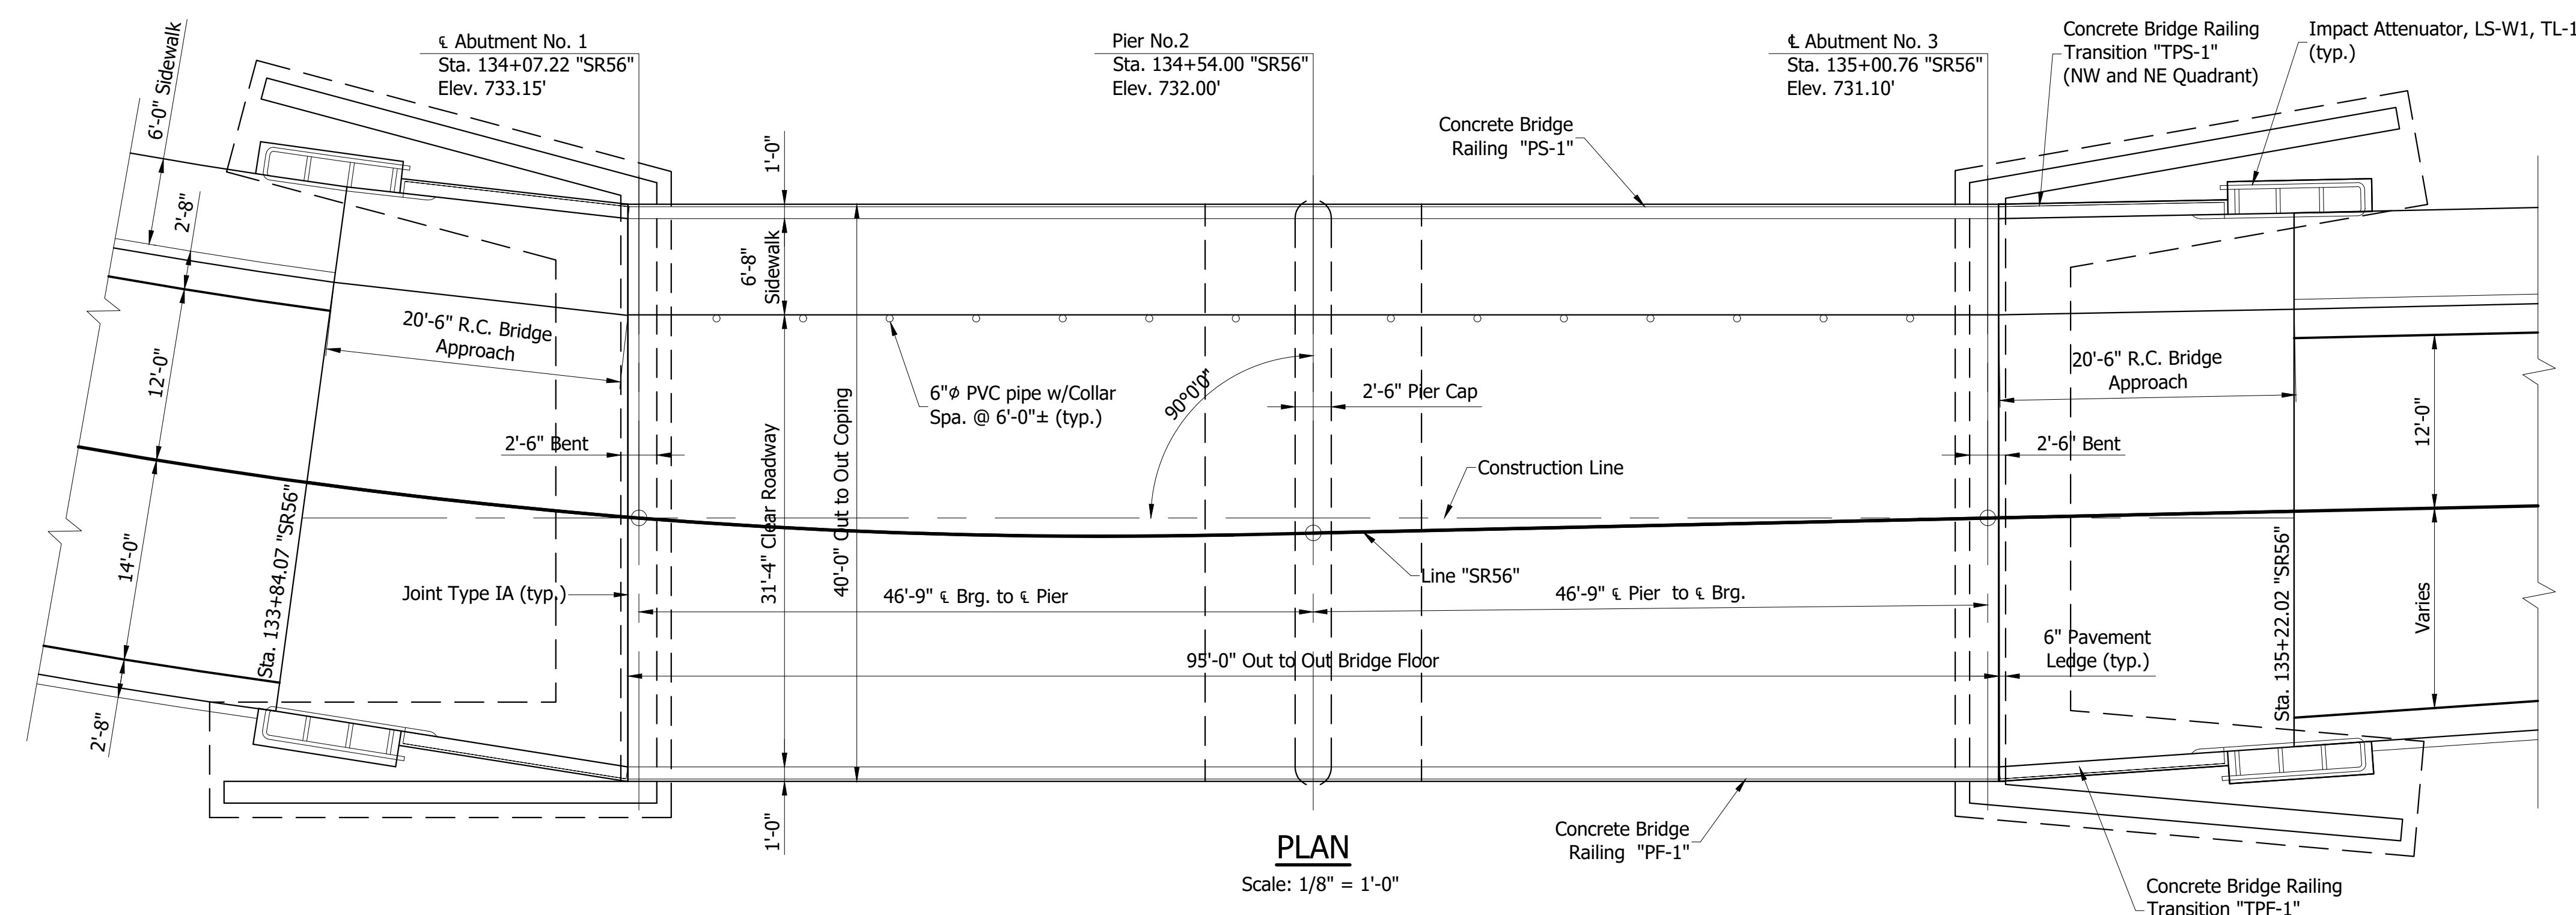 ℄ Abutment No. 1
Sta. 134+07.22 "SR56"
Elev. 733.15'
Pier No.2
Sta. 134+54.00 "SR56"
Elev. 732.00'
℄ Abutment No. 3
Sta. 135+00.76 "SR56"
Elev. 731.10'
Concrete Bridge Railing
Transition "TPS-1"
(NW and NE Quadrant)
Impact Attenuator, LS-W1, TL-1
(typ.)
6'-0" Sidewalk
2'-8"
12'-0"
14'-0"
2'-8"
1'-0"
Concrete Bridge
Railing "PS-1"
6'-8"
Sidewalk
20'-6" R.C. Bridge
Approach
6"⌀ PVC pipe w/Collar
Spa. @ 6'-0"± (typ.)
90°0'0"
2'-6" Pier Cap
20'-6" R.C. Bridge
Approach
12'-0"
2'-6" Bent
31'-4" Clear Roadway
40'-0" Out to Out Coping
Construction Line
2'-6" Bent
Sta. 133+84.07 "SR56"
Joint Type IA (typ.)
46'-9" ℄ Brg. to ℄ Pier
Line "SR56"
46'-9" ℄ Pier to ℄ Brg.
Sta. 135+22.02 "SR56"
Varies
6" Pavement
Ledge (typ.)
95'-0" Out to Out Bridge Floor
1'-0"
PLAN
Scale: 1/8" = 1'-0"
Concrete Bridge
Railing "PF-1"
Concrete Bridge Railing
Transition "TPF-1"